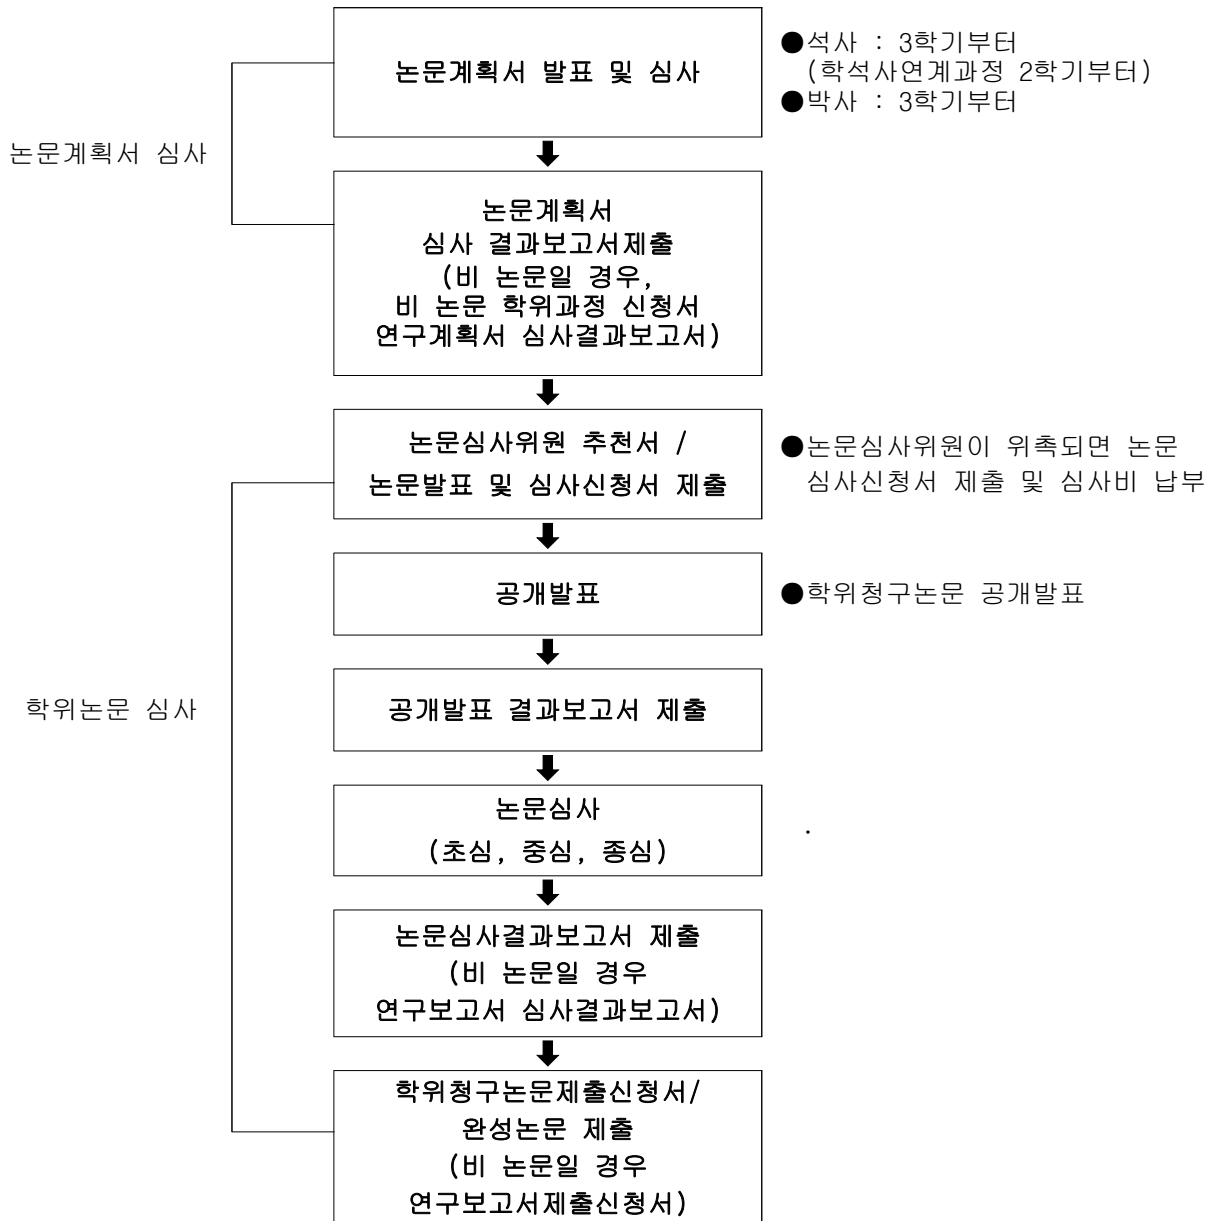 논문계획서 발표 및 심사
●석사 : 3학기부터
(학석사연계과정 2학기부터)
●박사 : 3학기부터
논문계획서 심사
논문계획서
심사 결과보고서제출
(비 논문일 경우,
비 논문 학위과정 신청서
연구계획서 심사결과보고서)
논문심사위원 추천서 /
논문발표 및 심사신청서 제출
●논문심사위원이 위촉되면 논문
심사신청서 제출 및 심사비 납부
공개발표
●학위청구논문 공개발표
학위논문 심사
공개발표 결과보고서 제출
논문심사
(초심, 중심, 종심)
.
논문심사결과보고서 제출
(비 논문일 경우
연구보고서 심사결과보고서)
학위청구논문제출신청서/
완성논문 제출
(비 논문일 경우
연구보고서제출신청서)